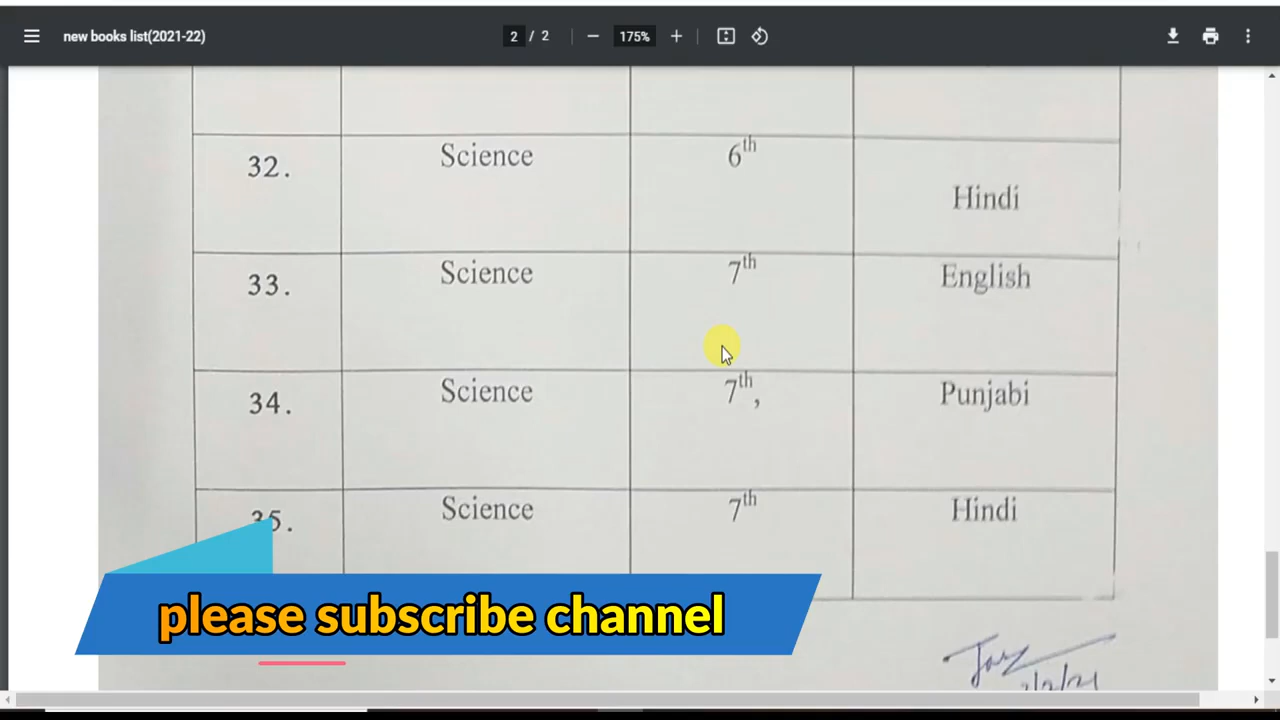 new books list(2021-22)
2 / 2
175%
32. Science 6th Hindi
33. Science 7th English
34. Science 7th, Punjabi
35. Science 7th Hindi
please subscribe channel